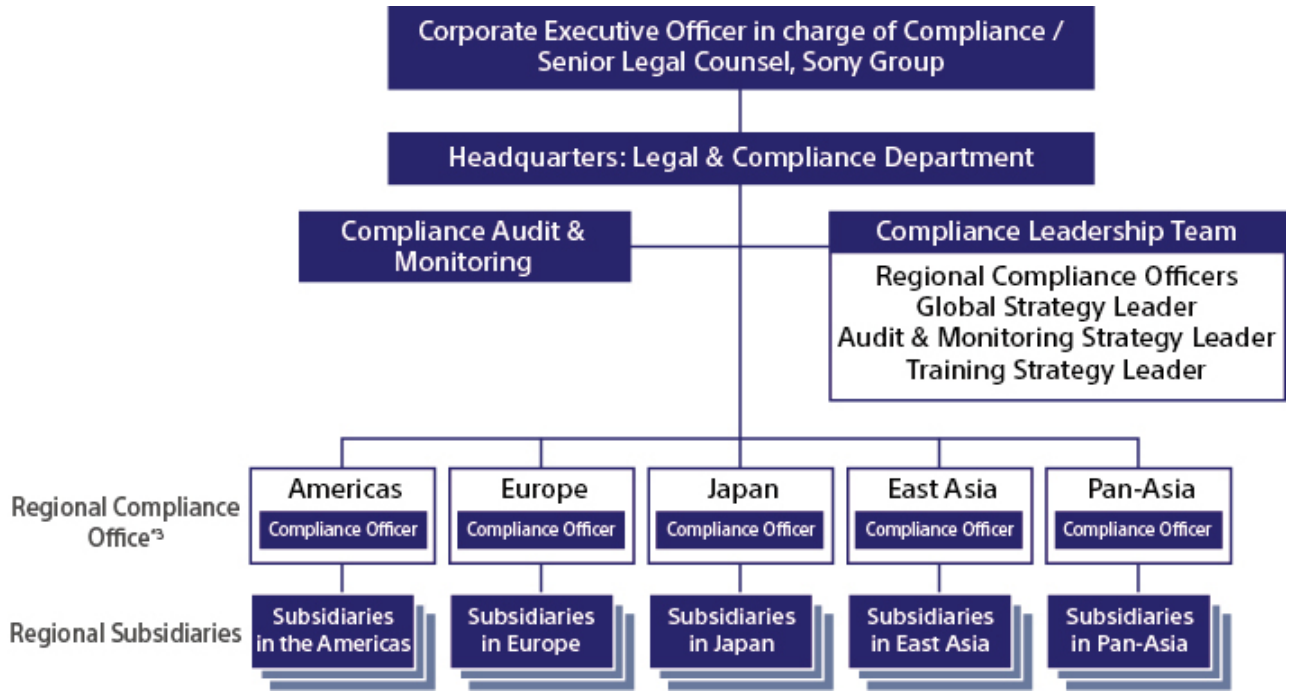 Corporate Executive Officer in charge of Compliance /
Senior Legal Counsel, Sony Group
Headquarters: Legal & Compliance Department
Compliance Audit &
Monitoring
Compliance Leadership Team
Regional Compliance Officers
Global Strategy Leader
Audit & Monitoring Strategy Leader
Training Strategy Leader
Regional Compliance
Office*3
Americas
Compliance Officer
Europe
Compliance Officer
Japan
Compliance Officer
East Asia
Compliance Officer
Pan-Asia
Compliance Officer
Regional Subsidiaries
Subsidiaries
in the Americas
Subsidiaries
in Europe
Subsidiaries
in Japan
Subsidiaries
in East Asia
Subsidiaries
in Pan-Asia